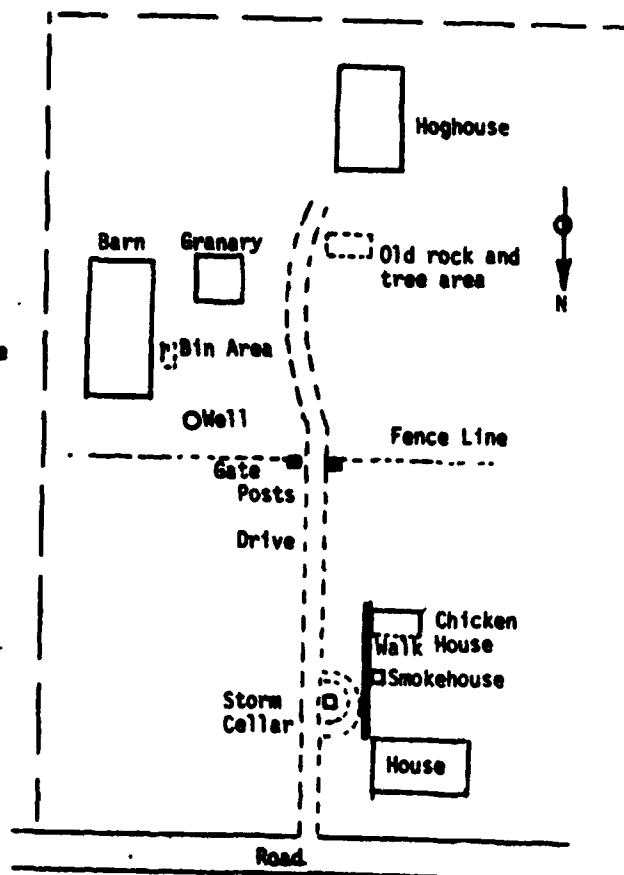 Hoghouse
Barn
Granary
Old rock and
tree area
N
Bin Area
Well
Fence Line
Gate
Posts
Drive
Chicken
Walk House
Smokehouse
Storm
Cellar
House
Road